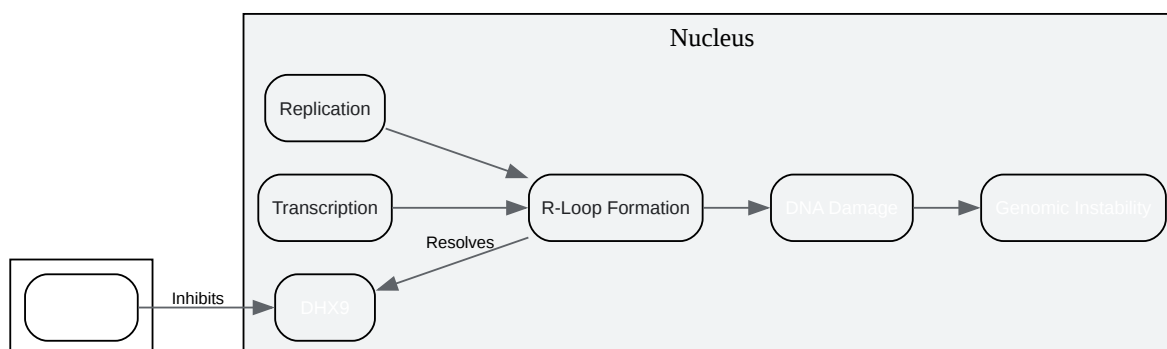 Nucleus
Replication
Transcription
R-Loop Formation
DNA Damage
Genomic Instability
Resolves
Inhibits
DHX9